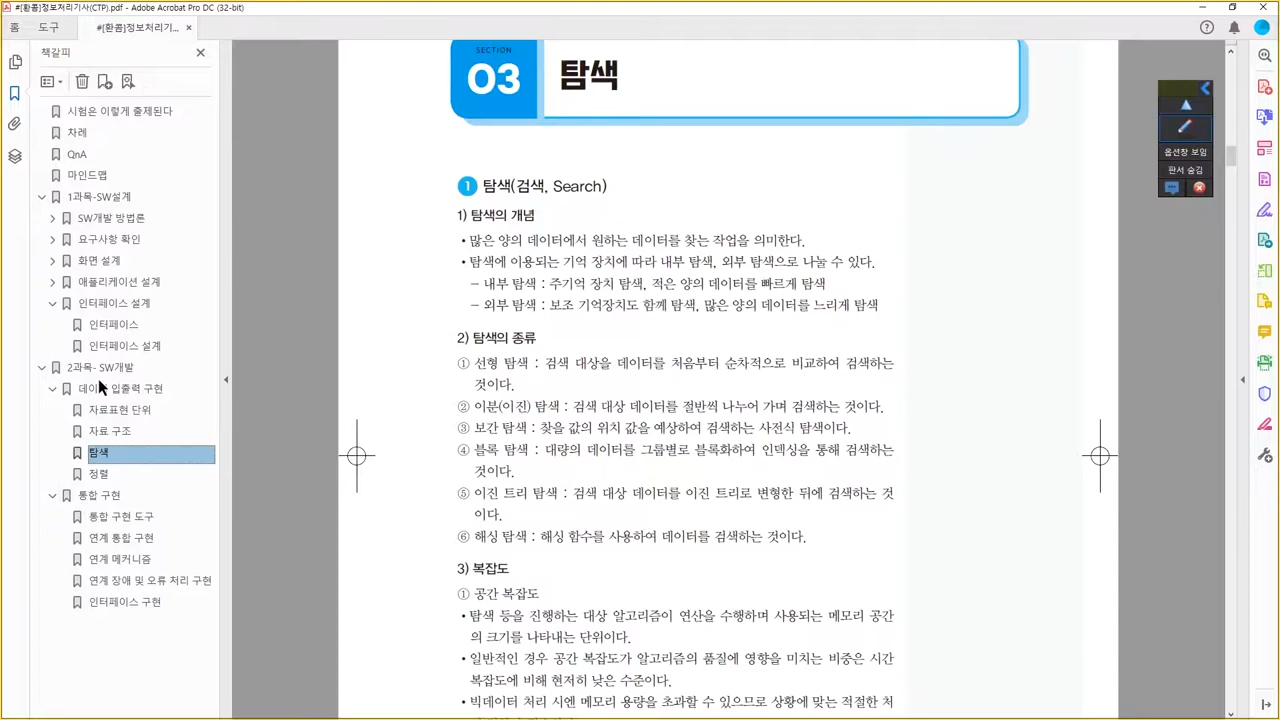 #[환콤]정보처리기사(CTP).pdf - Adobe Acrobat Pro DC (32-bit)
홈 도구 #[환콤]정보처리기... ×
책갈피
시험은 이렇게 출제된다
차례
QnA
마인드맵
1과목-SW설계
SW개발 방법론
요구사항 확인
화면 설계
애플리케이션 설계
인터페이스 설계
인터페이스
인터페이스 설계
2과목- SW개발
입출력 구현
자료표현 단위
자료 구조
탐색
정렬
통합 구현
통합 구현 도구
연계 통합 구현
연계 메커니즘
연계 장애 및 오류 처리 구현
인터페이스 구현
SECTION
03 탐색
1 탐색(검색, Search)
1) 탐색의 개념
• 많은 양의 데이터에서 원하는 데이터를 찾는 작업을 의미한다.
• 탐색에 이용되는 기억 장치에 따라 내부 탐색, 외부 탐색으로 나눌 수 있다.
– 내부 탐색 : 주기억 장치 탐색, 적은 양의 데이터를 빠르게 탐색
– 외부 탐색 : 보조 기억장치도 함께 탐색, 많은 양의 데이터를 느리게 탐색
2) 탐색의 종류
① 선형 탐색 : 검색 대상을 데이터를 처음부터 순차적으로 비교하여 검색하는
것이다.
② 이분(이진) 탐색 : 검색 대상 데이터를 절반씩 나누어 가며 검색하는 것이다.
③ 보간 탐색 : 찾을 값의 위치 값을 예상하여 검색하는 사전식 탐색이다.
④ 블록 탐색 : 대량의 데이터를 그룹별로 블록화하여 인덱싱을 통해 검색하는
것이다.
⑤ 이진 트리 탐색 : 검색 대상 데이터를 이진 트리로 변형한 뒤에 검색하는 것
이다.
⑥ 해싱 탐색 : 해싱 함수를 사용하여 데이터를 검색하는 것이다.
3) 복잡도
① 공간 복잡도
• 탐색 등을 진행하는 대상 알고리즘이 연산을 수행하며 사용되는 메모리 공간
의 크기를 나타내는 단위이다.
• 일반적인 경우 공간 복잡도가 알고리즘의 품질에 영향을 미치는 비중은 시간
복잡도에 비해 현저히 낮은 수준이다.
• 빅데이터 처리 시엔 메모리 용량을 초과할 수 있으므로 상황에 맞는 적절한 처
옵션창 보임
판서 숨김